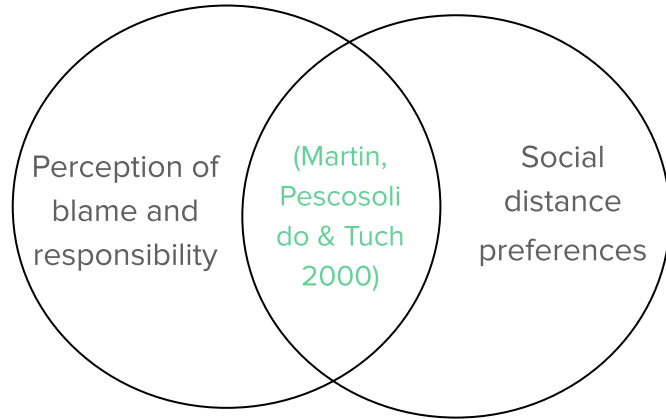 Perception of
blame and
responsibility
(Martin,
Pescosoli
do & Tuch
2000)
Social
distance
preferences